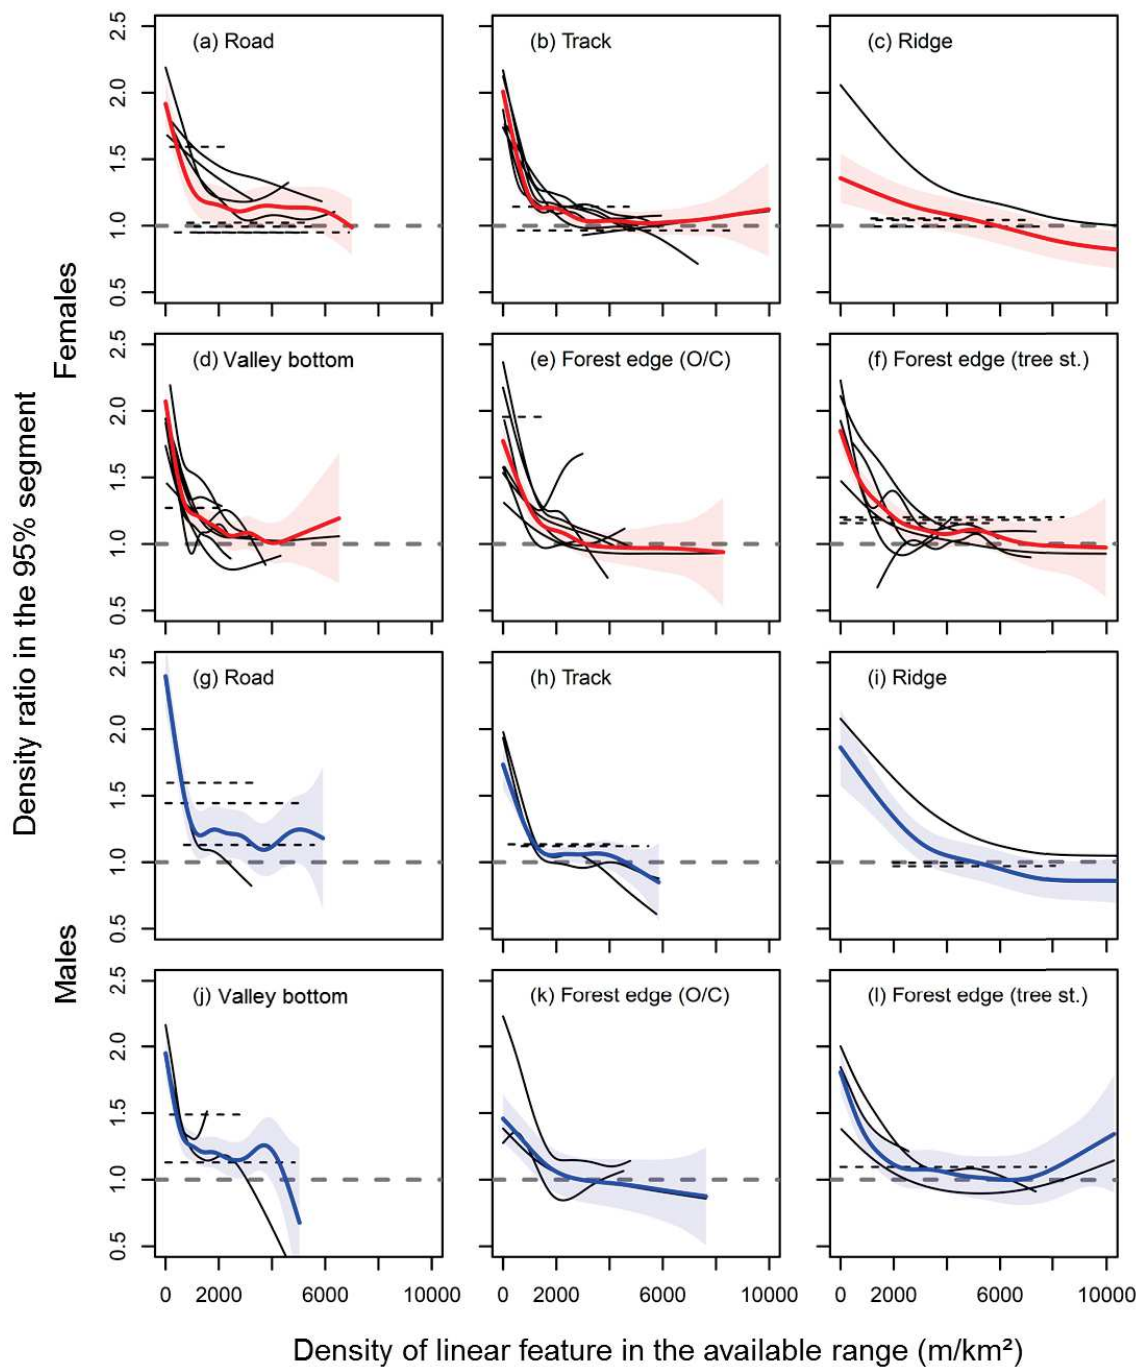 Density ratio in the 95% segment
Females
Males
2.5
2.0
1.5
1.0
0.5
(a) Road
(b) Track
(c) Ridge
2.5
2.0
1.5
1.0
0.5
(d) Valley bottom
(e) Forest edge (O/C)
(f) Forest edge (tree st.)
2.5
2.0
1.5
1.0
0.5
(g) Road
(h) Track
(i) Ridge
2.5
2.0
1.5
1.0
0.5
(j) Valley bottom
(k) Forest edge (O/C)
(l) Forest edge (tree st.)
0 2000 6000 10000 0 2000 6000 10000 0 2000 6000 10000
Density of linear feature in the available range (m/km²)